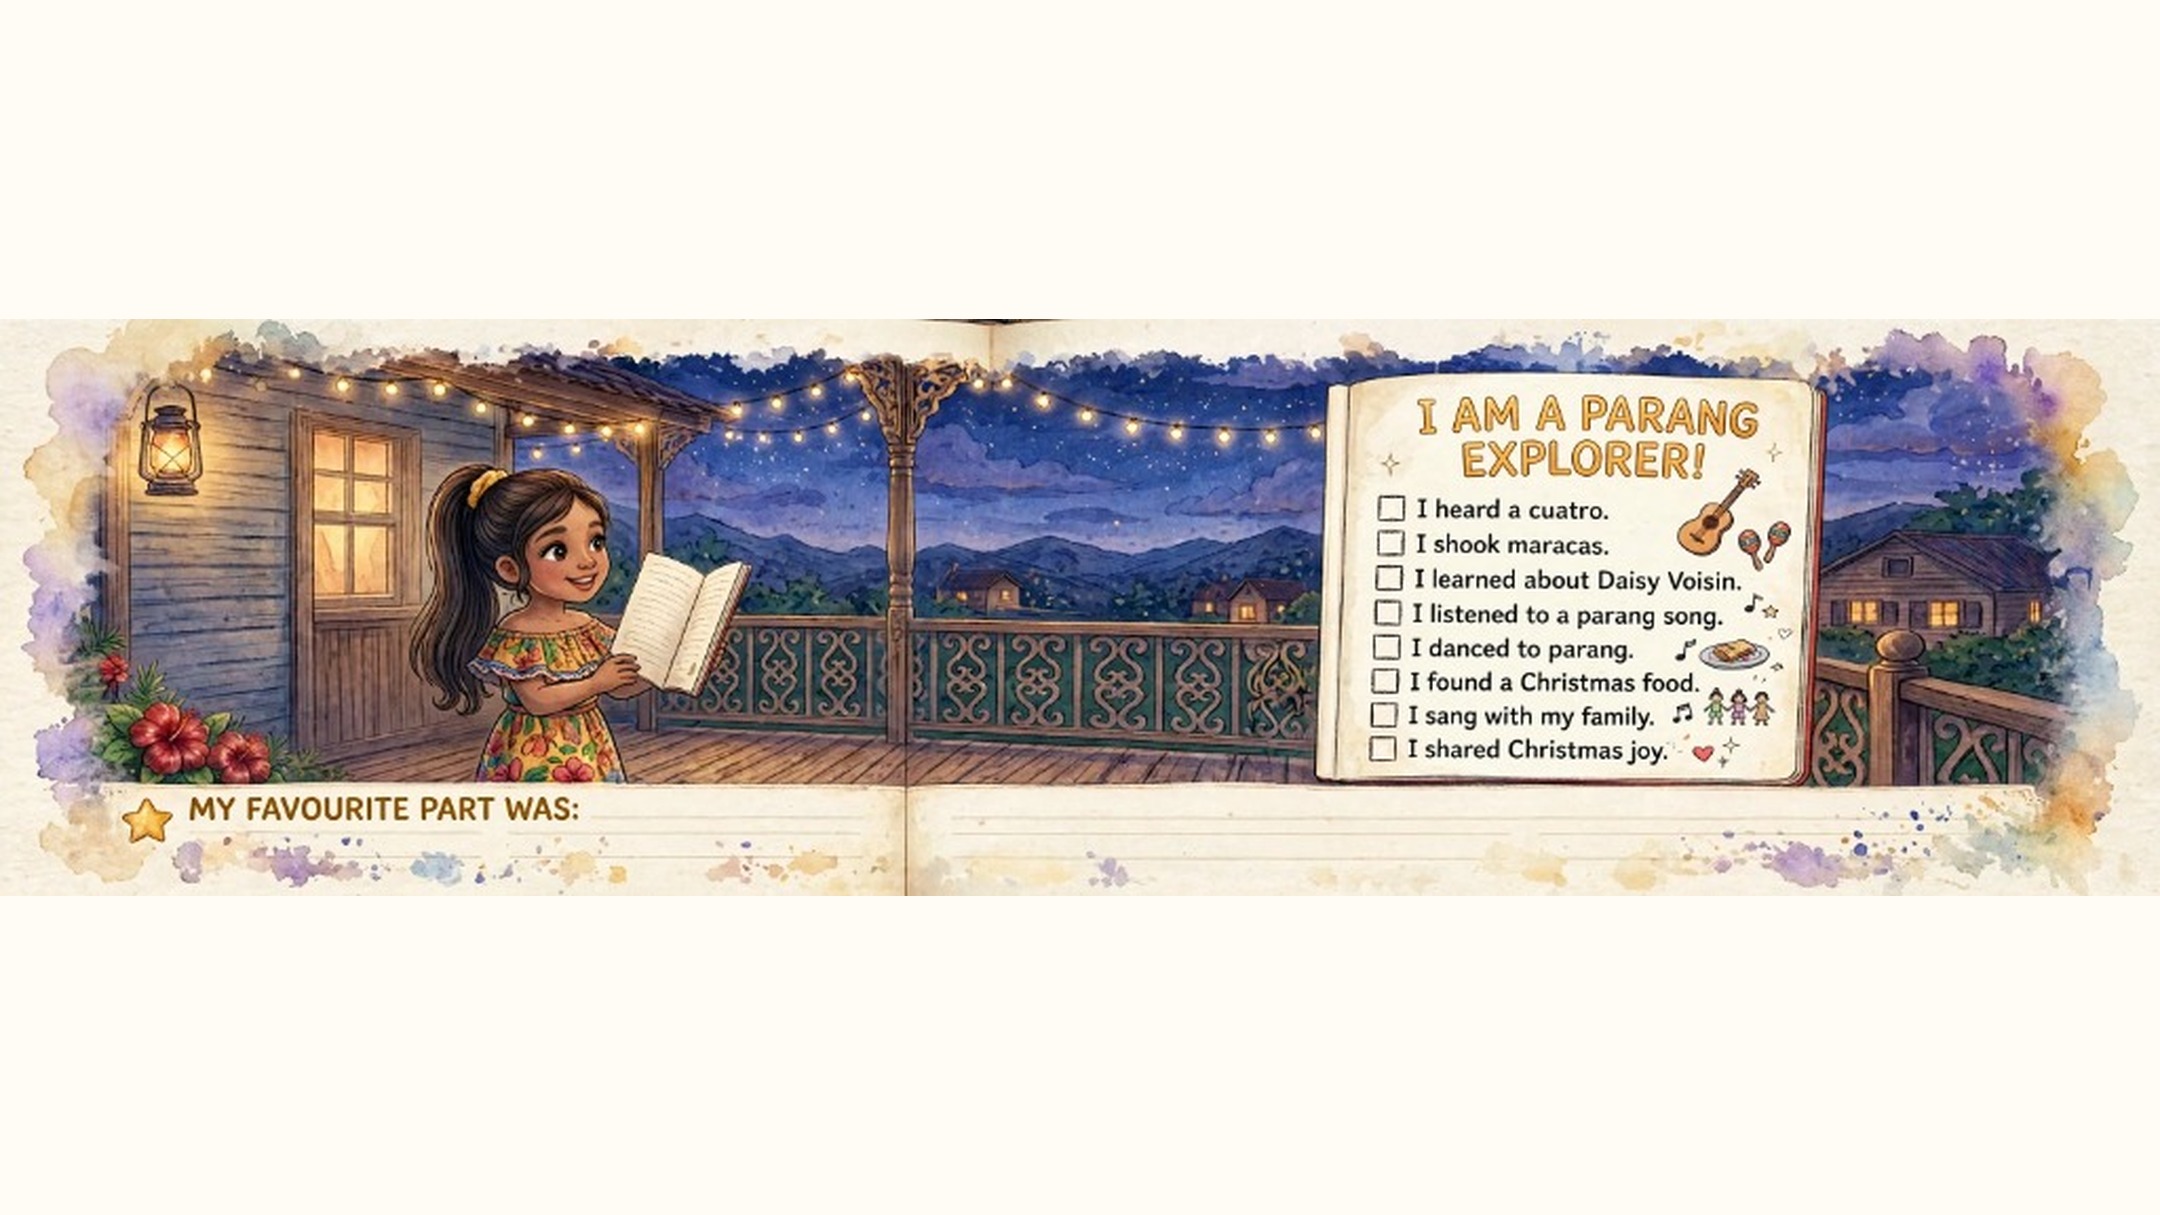 I AM A PARANG
EXPLORER!
I heard a cuatro.
I shook maracas.
I learned about Daisy Voisin.
I listened to a parang song.
I danced to parang.
I found a Christmas food.
I sang with my family.
I shared Christmas joy.
MY FAVOURITE PART WAS: